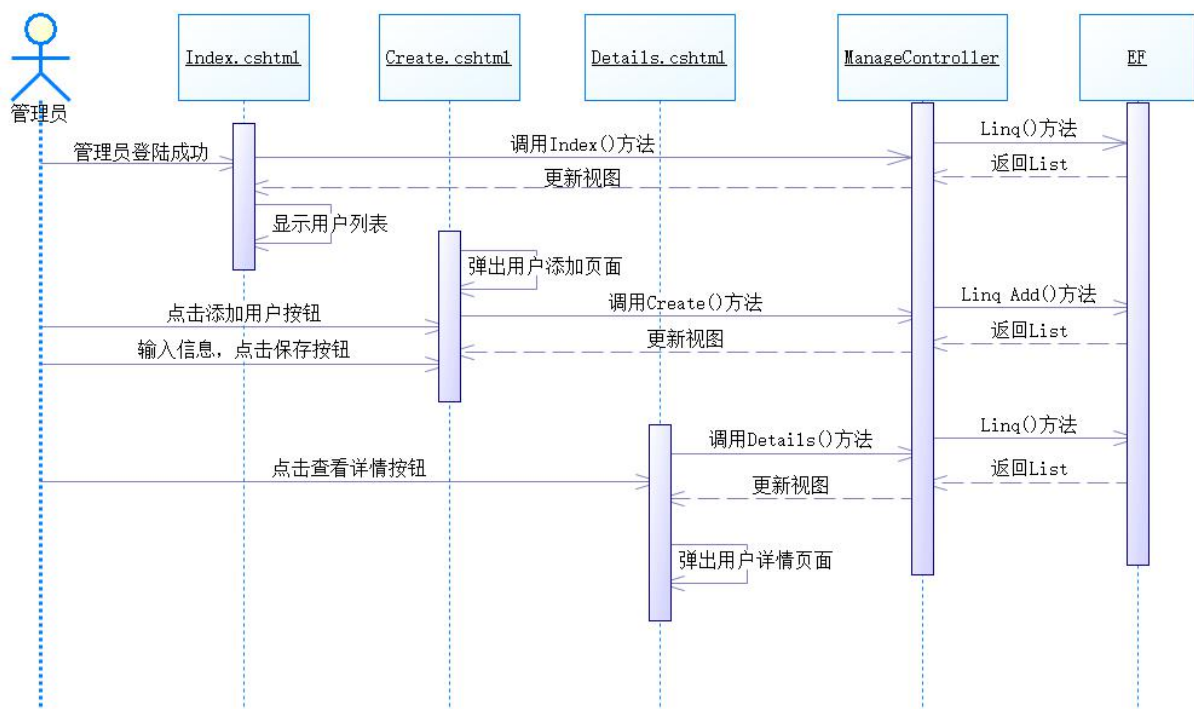 Index.cshtml
Create.cshtml
Details.cshtml
ManageController
EF
管理员
管理员登陆成功
调用Index()方法
Linq()方法
返回List
更新视图
显示用户列表
弹出用户添加页面
点击添加用户按钮
调用Create()方法
Linq Add()方法
返回List
更新视图
输入信息，点击保存按钮
调用Details()方法
Linq()方法
点击查看详情按钮
返回List
更新视图
弹出用户详情页面